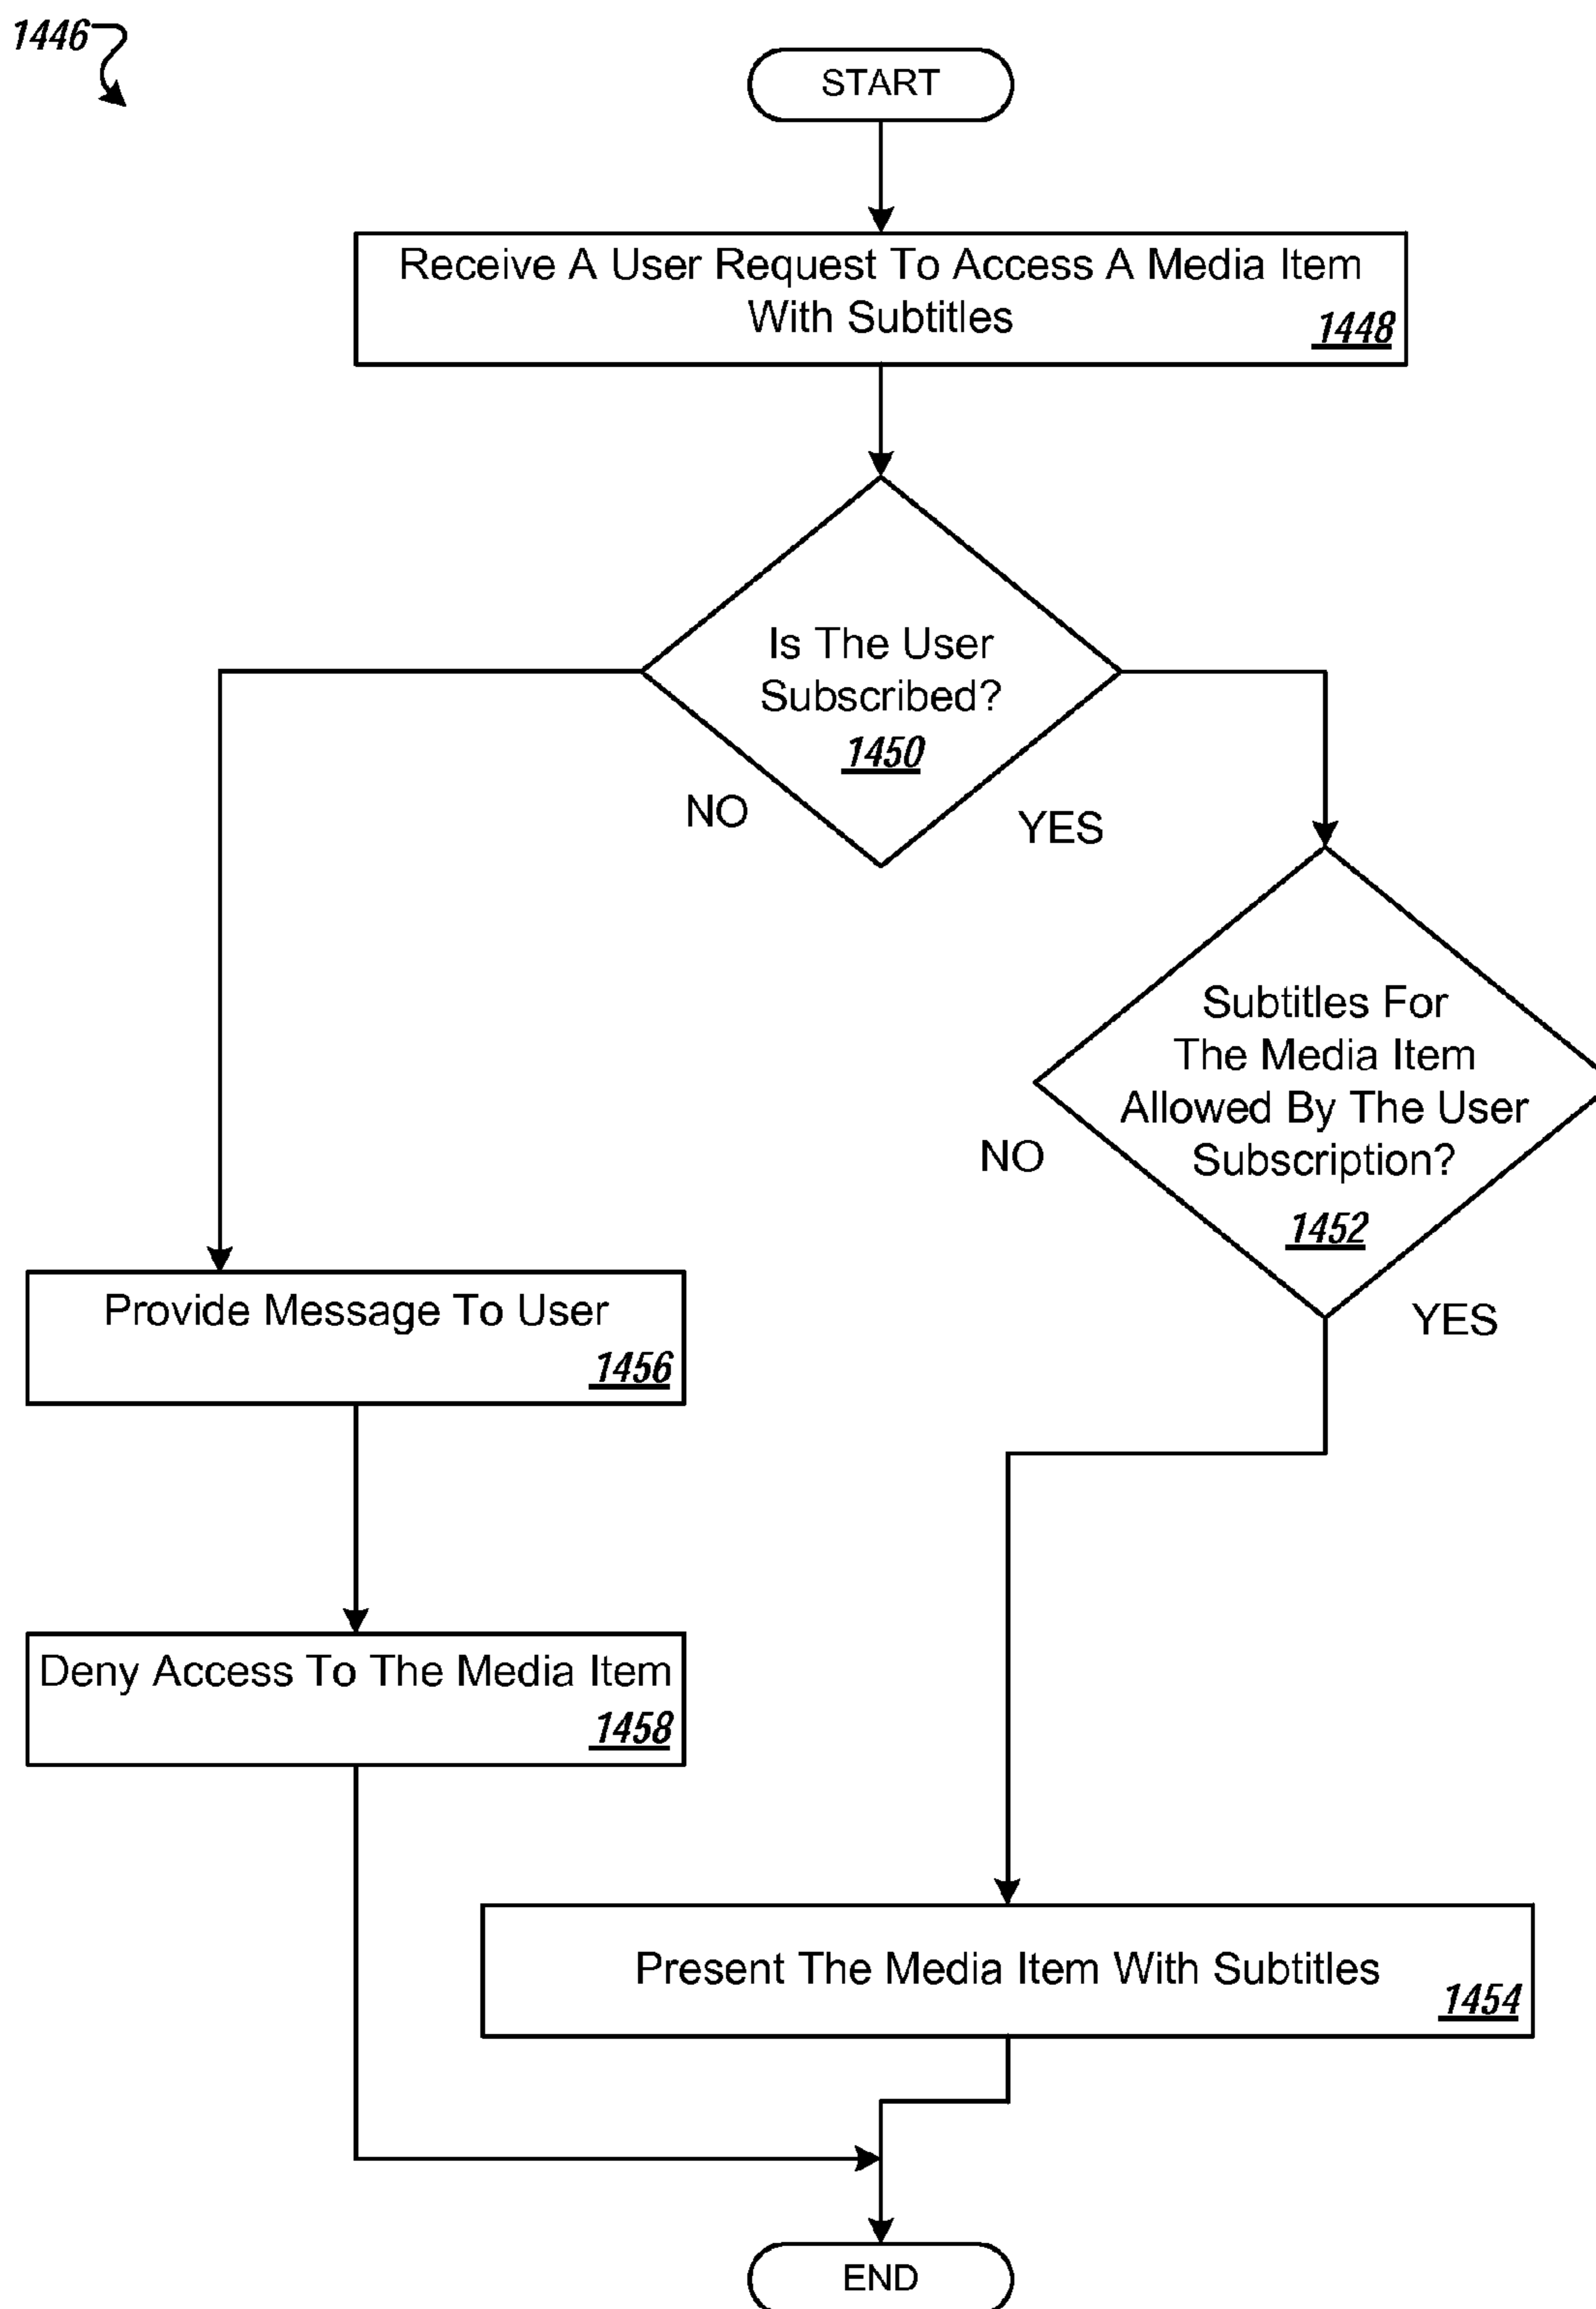 1446
START
Receive A User Request To Access A Media Item
With Subtitles
1448
Is The User
Subscribed?
1450
NO
YES
Subtitles For
The Media Item
Allowed By The User
Subscription?
1452
NO
YES
Provide Message To User
1456
Deny Access To The Media Item
1458
Present The Media Item With Subtitles
1454
END